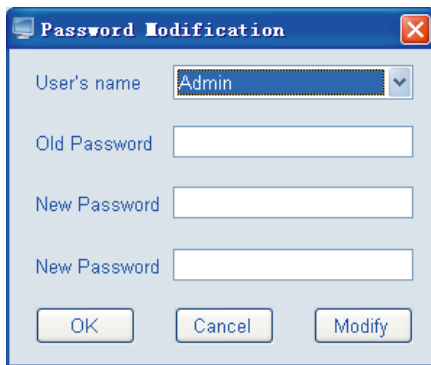 Password Modification
User's name Admin
Old Password
New Password
New Password
OK Cancel Modify